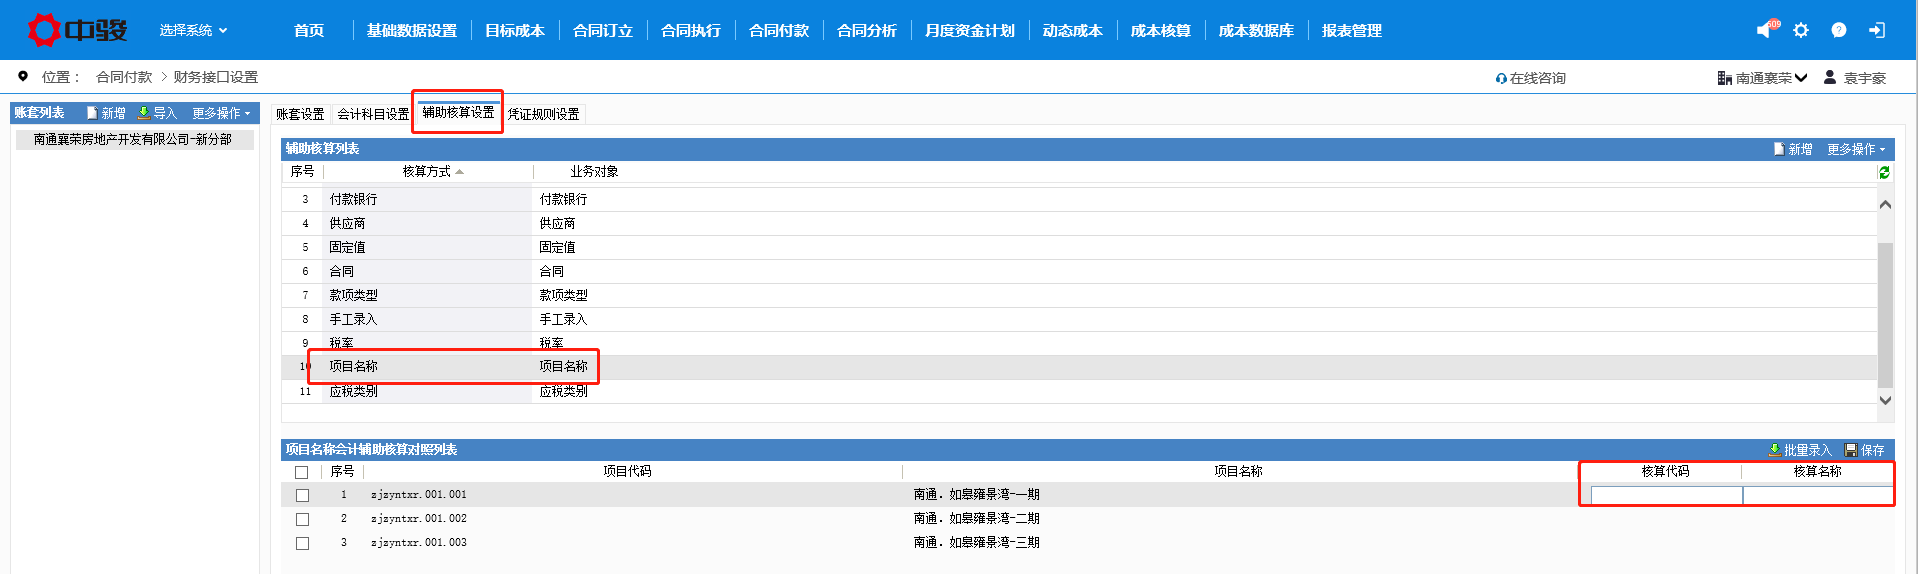 中骏 选择系统 首页 基础数据设置 目标成本 合同订立 合同执行 合同付款 合同分析 月度资金计划 动态成本 成本核算 成本数据库 报表管理 509
位置： 合同付款 > 财务接口设置 在线咨询 南通襄荣 袁宇豪
账套列表 新增 导入 更多操作
南通襄荣房地产开发有限公司-新分部
账套设置 会计科目设置 辅助核算设置 凭证规则设置
辅助核算列表 新增 更多操作
序号 核算方式 业务对象
3 付款银行 付款银行
4 供应商 供应商
5 固定值 固定值
6 合同 合同
7 款项类型 款项类型
8 手工录入 手工录入
9 税率 税率
10 项目名称 项目名称
11 应税类别 应税类别
项目名称会计辅助核算对照列表 批量录入 保存
序号 项目代码 项目名称 核算代码 核算名称
1 zjzyntxr.001.001 南通．如皋雍景湾-一期
2 zjzyntxr.001.002 南通．如皋雍景湾-二期
3 zjzyntxr.001.003 南通．如皋雍景湾-三期